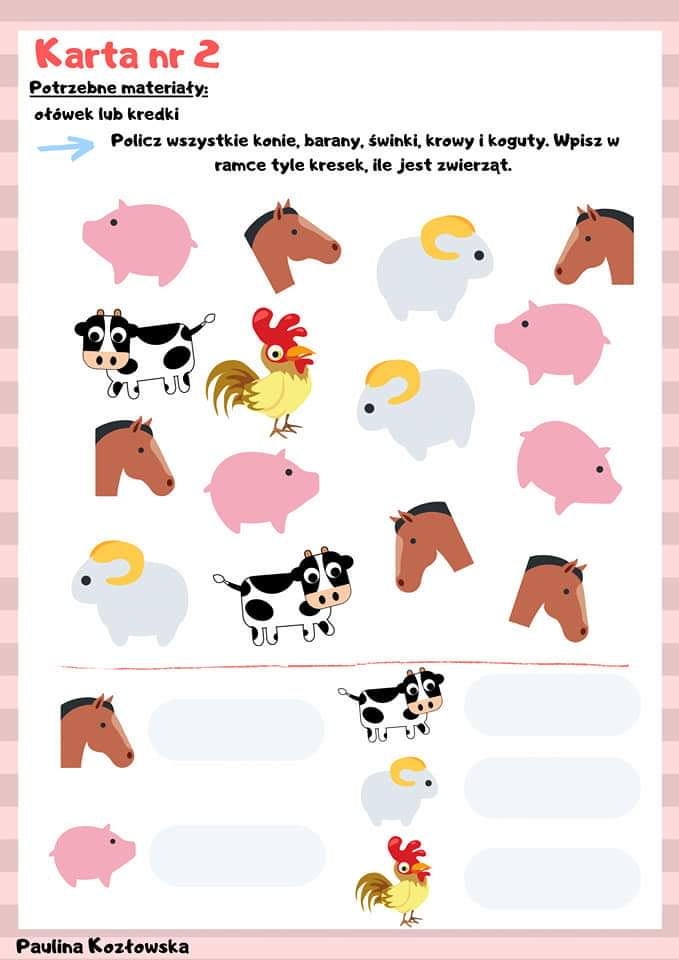 Karta nr 2
Potrzebne materiały:
ołówek lub kredki
Policz wszystkie konie, barany, świnki, krowy i koguty. Wpisz w
ramce tyle kresek, ile jest zwierząt.
Paulina Kozłowska